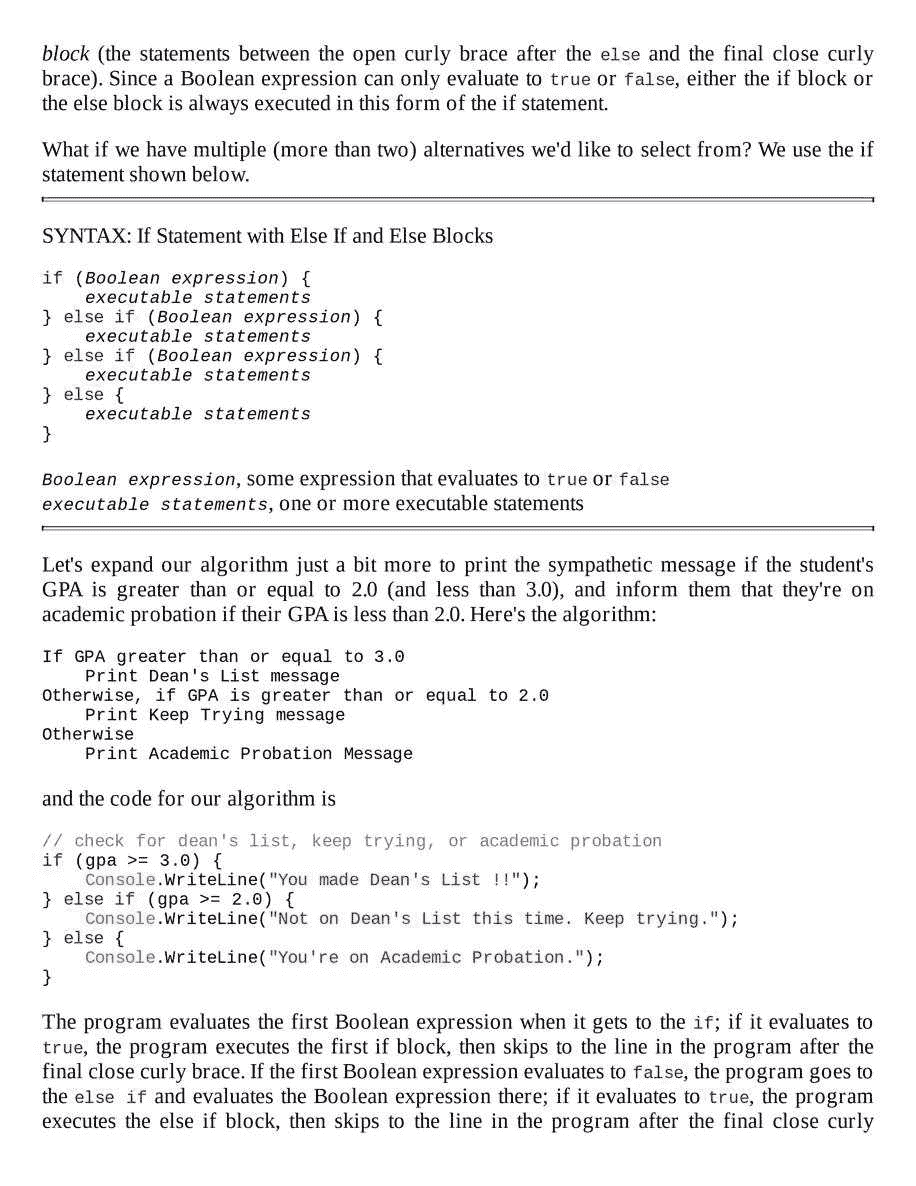 block (the statements between the open curly brace after the else and the final close curly
brace). Since a Boolean expression can only evaluate to true or false, either the if block or
the else block is always executed in this form of the if statement.
What if we have multiple (more than two) alternatives we'd like to select from? We use the if
statement shown below.
SYNTAX: If Statement with Else If and Else Blocks
if (Boolean expression) {
    executable statements
} else if (Boolean expression) {
    executable statements
} else if (Boolean expression) {
    executable statements
} else {
    executable statements
}
Boolean expression, some expression that evaluates to true or false
executable statements, one or more executable statements
Let's expand our algorithm just a bit more to print the sympathetic message if the student's
GPA is greater than or equal to 2.0 (and less than 3.0), and inform them that they're on
academic probation if their GPA is less than 2.0. Here's the algorithm:
If GPA greater than or equal to 3.0
    Print Dean's List message
Otherwise, if GPA is greater than or equal to 2.0
    Print Keep Trying message
Otherwise
    Print Academic Probation Message
and the code for our algorithm is
// check for dean's list, keep trying, or academic probation
if (gpa >= 3.0) {
    Console.WriteLine("You made Dean's List !!");
} else if (gpa >= 2.0) {
    Console.WriteLine("Not on Dean's List this time. Keep trying.");
} else {
    Console.WriteLine("You're on Academic Probation.");
}
The program evaluates the first Boolean expression when it gets to the if; if it evaluates to
true, the program executes the first if block, then skips to the line in the program after the
final close curly brace. If the first Boolean expression evaluates to false, the program goes to
the else if and evaluates the Boolean expression there; if it evaluates to true, the program
executes the else if block, then skips to the line in the program after the final close curly